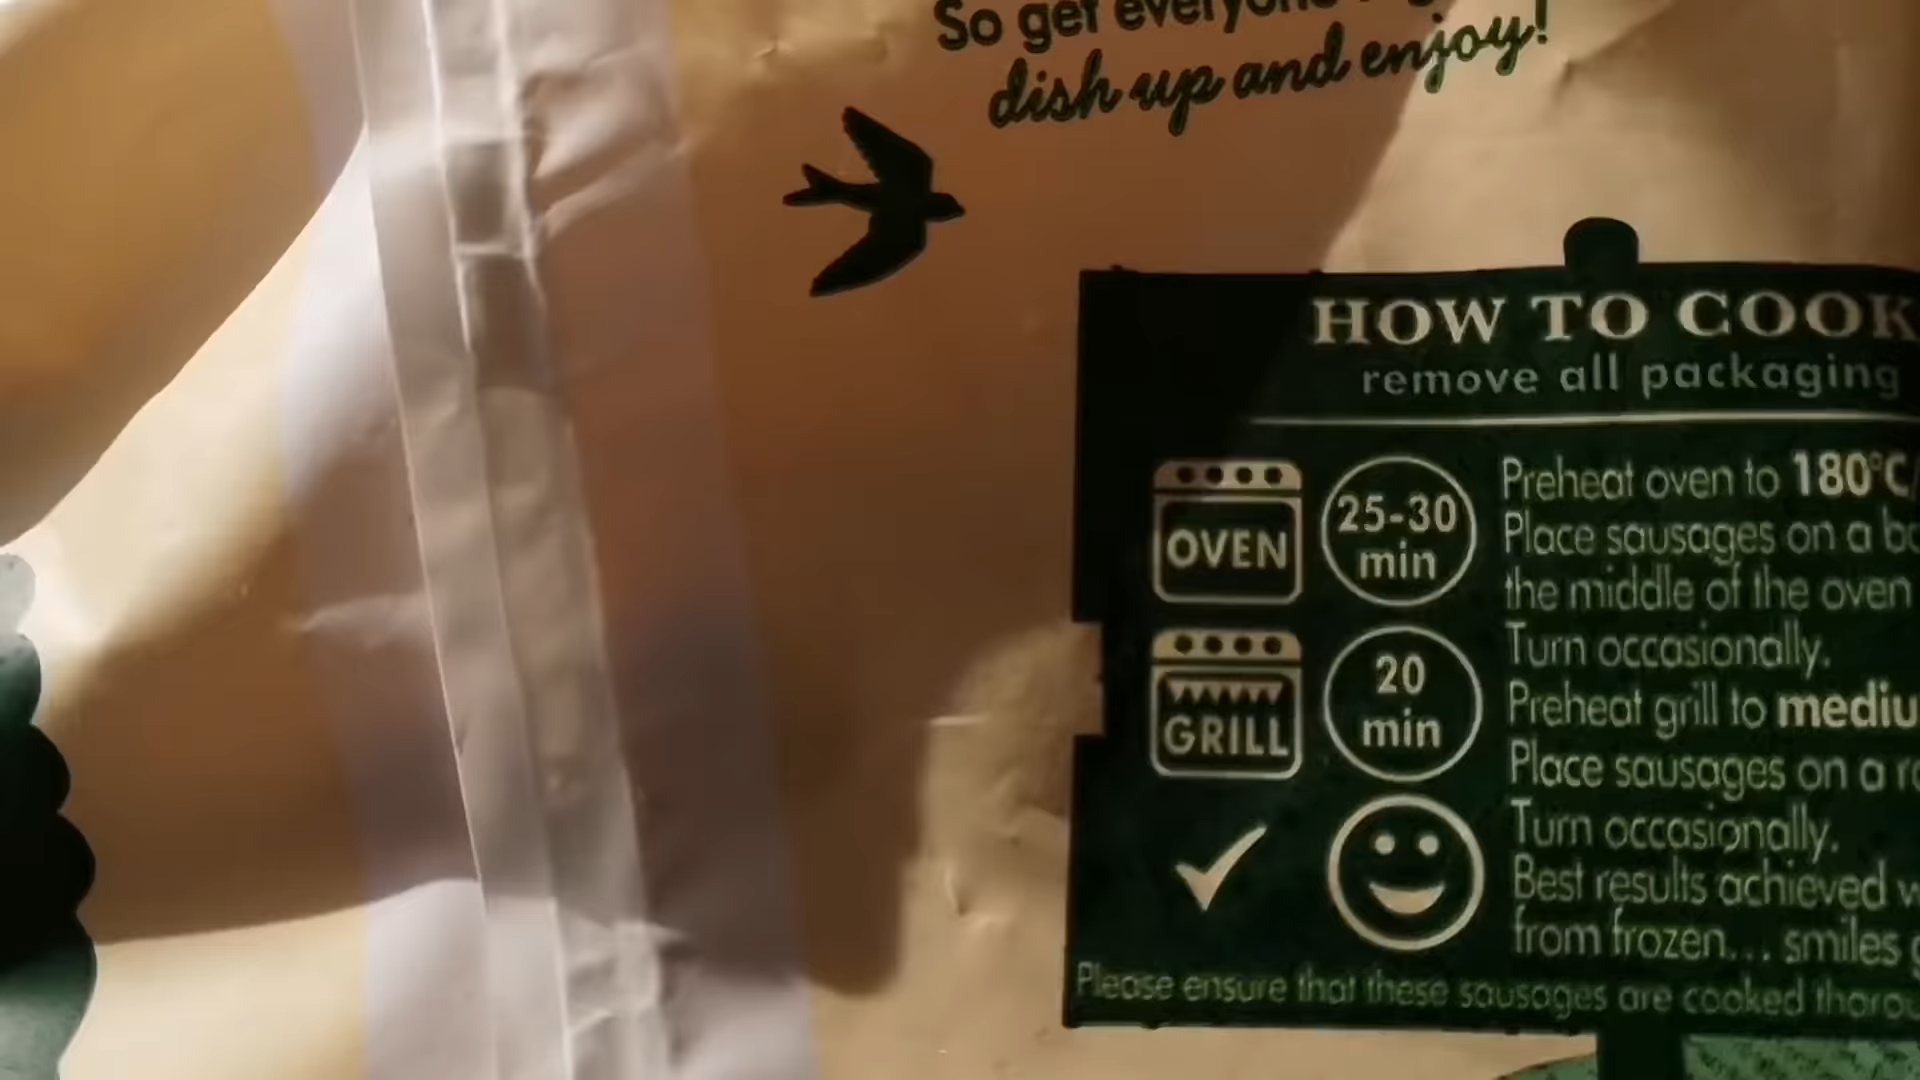 So get everyone
dish up and enjoy!
HOW TO COOK
remove all packaging
OVEN
25-30
min
Preheat oven to 180°C/
Place sausages on a
the middle of the oven
Turn occasionally.
GRILL
20
min
Preheat grill to
Place sausages on a
Turn occasionally.
Best results achieved
from frozen... smiles
Please ensure that these sausages are cooked